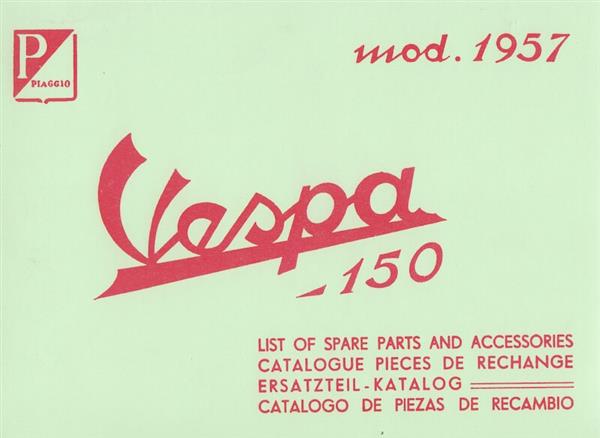 P
PIAGGIO
mod. 1957
Vespa
150
LIST OF SPARE PARTS AND ACCESSORIES
CATALOGUE PIECES DE RECHANGE
ERSATZTEIL-KATALOG
CATALOGO DE PIEZAS DE RECAMBIO